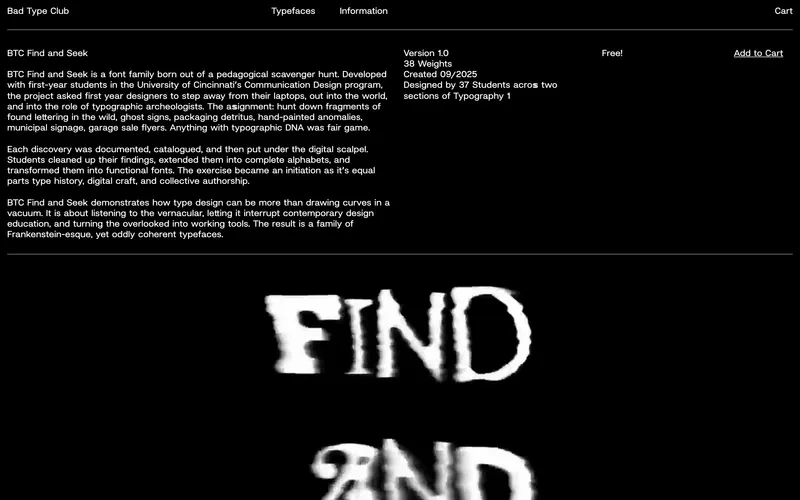 Bad Type Club
Typefaces
Information
Cart
BTC Find and Seek
BTC Find and Seek is a font family born out of a pedagogical scavenger hunt. Developed
with first-year students in the University of Cincinnati's Communication Design program,
the project asked first year designers to step away from their laptops, out into the world,
and into the role of typographic archeologists. The assignment: hunt down fragments of
found lettering in the wild, ghost signs, packaging detritus, hand-painted anomalies,
municipal signage, garage sale flyers. Anything with typographic DNA was fair game.
Each discovery was documented, catalogued, and then put under the digital scalpel.
Students cleaned up their findings, extended them into complete alphabets, and
transformed them into functional fonts. The exercise became an initiation as it's equal
parts type history, digital craft, and collective authorship.
BTC Find and Seek demonstrates how type design can be more than drawing curves in a
vacuum. It is about listening to the vernacular, letting it interrupt contemporary design
education, and turning the overlooked into working tools. The result is a family of
Frankenstein-esque, yet oddly coherent typefaces.
Version 1.0
38 Weights
Created 09/2025
Designed by 37 Students across two
sections of Typography 1
Free!
Add to Cart
FIND
AND